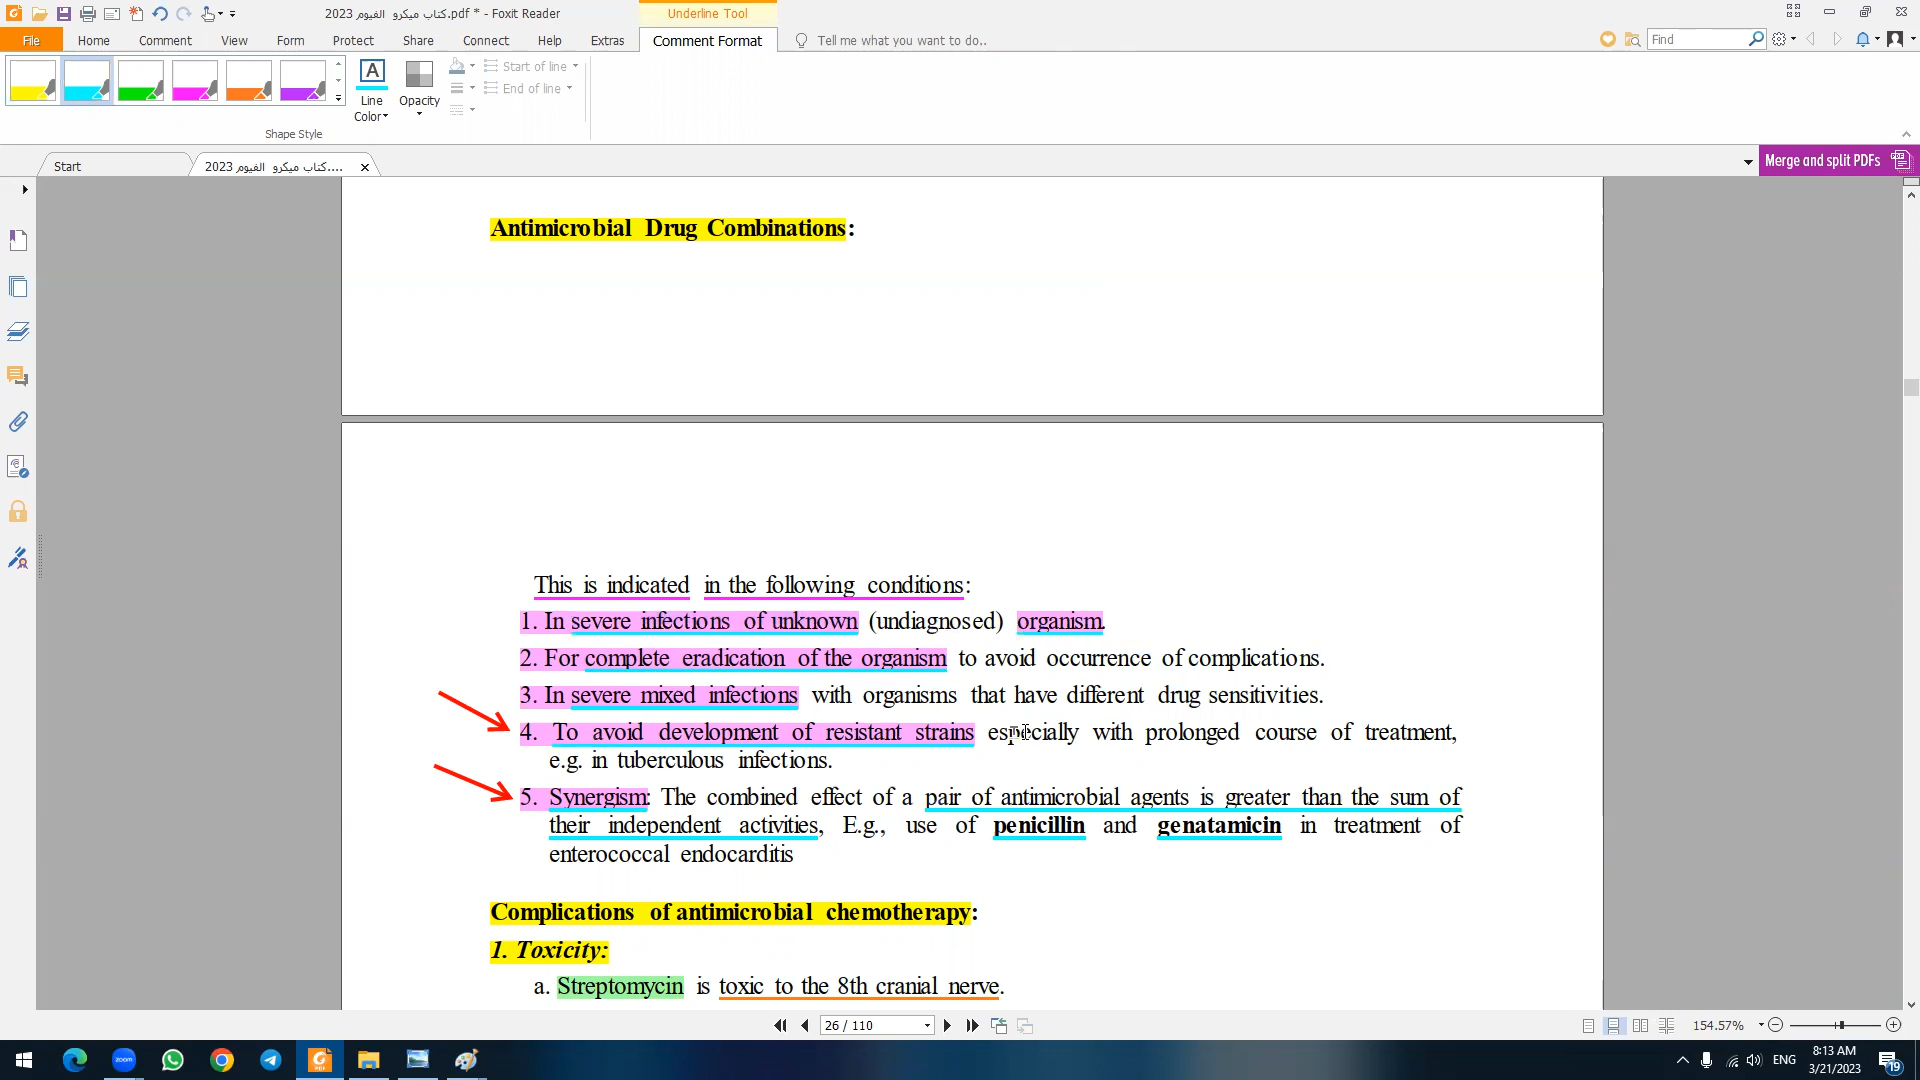 كتاب ميكرو الفيوم 2023.pdf * - Foxit Reader
Underline Tool
File Home Comment View Form Protect Share Connect Help Extras Comment Format Tell me what you want to do.. Find
Start of line
End of line
Line Color
Opacity
Shape Style
Start
كتاب ميكرو الفيوم 2023....
Merge and split PDFs
Antimicrobial Drug Combinations:
This is indicated in the following conditions:
1. In severe infections of unknown (undiagnosed) organism.
2. For complete eradication of the organism to avoid occurrence of complications.
3. In severe mixed infections with organisms that have different drug sensitivities.
4. To avoid development of resistant strains especially with prolonged course of treatment,
e.g. in tuberculous infections.
5. Synergism: The combined effect of a pair of antimicrobial agents is greater than the sum of
their independent activities, E.g., use of penicillin and genatamicin in treatment of
enterococcal endocarditis
Complications of antimicrobial chemotherapy:
1. Toxicity:
a. Streptomycin is toxic to the 8th cranial nerve.
26 / 110
154.57%
zoom
PDF
ENG
8:13 AM
3/21/2023
19